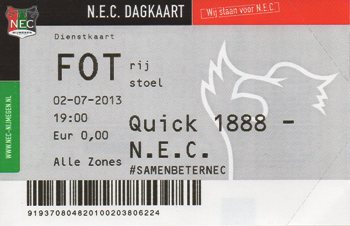 N.E.C. DAGKAART
Wij staan voor N.E.C
NEC
NIJMEGEN
Dienstkaart
FOT rij
stoel
02-07-2013
19:00
Eur 0,00
Quick 1888 -
N.E.C.
Alle Zones
#SAMENBETERNEC
WWW.NEC-NIJMEGEN.NL
919370804820100203806224